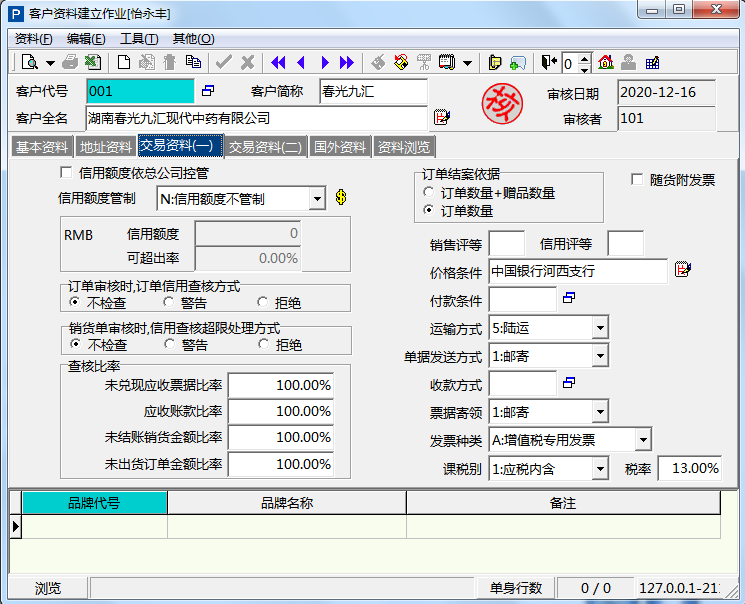 客户资料建立作业[怡永丰]
资料(F) 编辑(E) 工具(T) 其他(O)
0
客户代号 001 客户简称 春光九汇
客户全名 湖南春光九汇现代中药有限公司
核
审核日期 2020-12-16
审核者 101
基本资料 地址资料 交易资料(一) 交易资料(二) 国外资料 资料浏览
信用额度依总公司控管
信用额度管制 N:信用额度不管制
RMB 信用额度 0
可超出率 0.00%
订单审核时,订单信用查核方式
不检查 警告 拒绝
销货单审核时,信用查核超限处理方式
不检查 警告 拒绝
查核比率
未兑现应收票据比率 100.00%
应收账款比率 100.00%
未结账销货金额比率 100.00%
未出货订单金额比率 100.00%
订单结案依据
订单数量+赠品数量
订单数量
随货附发票
销售评等 信用评等
价格条件 中国银行河西支行
付款条件
运输方式 5:陆运
单据发送方式 1:邮寄
收款方式
票据寄领 1:邮寄
发票种类 A:增值税专用发票
课税别 1:应税内含 税率 13.00%
品牌代号 品牌名称 备注
浏览 单身行数 0 / 0 127.0.0.1-21